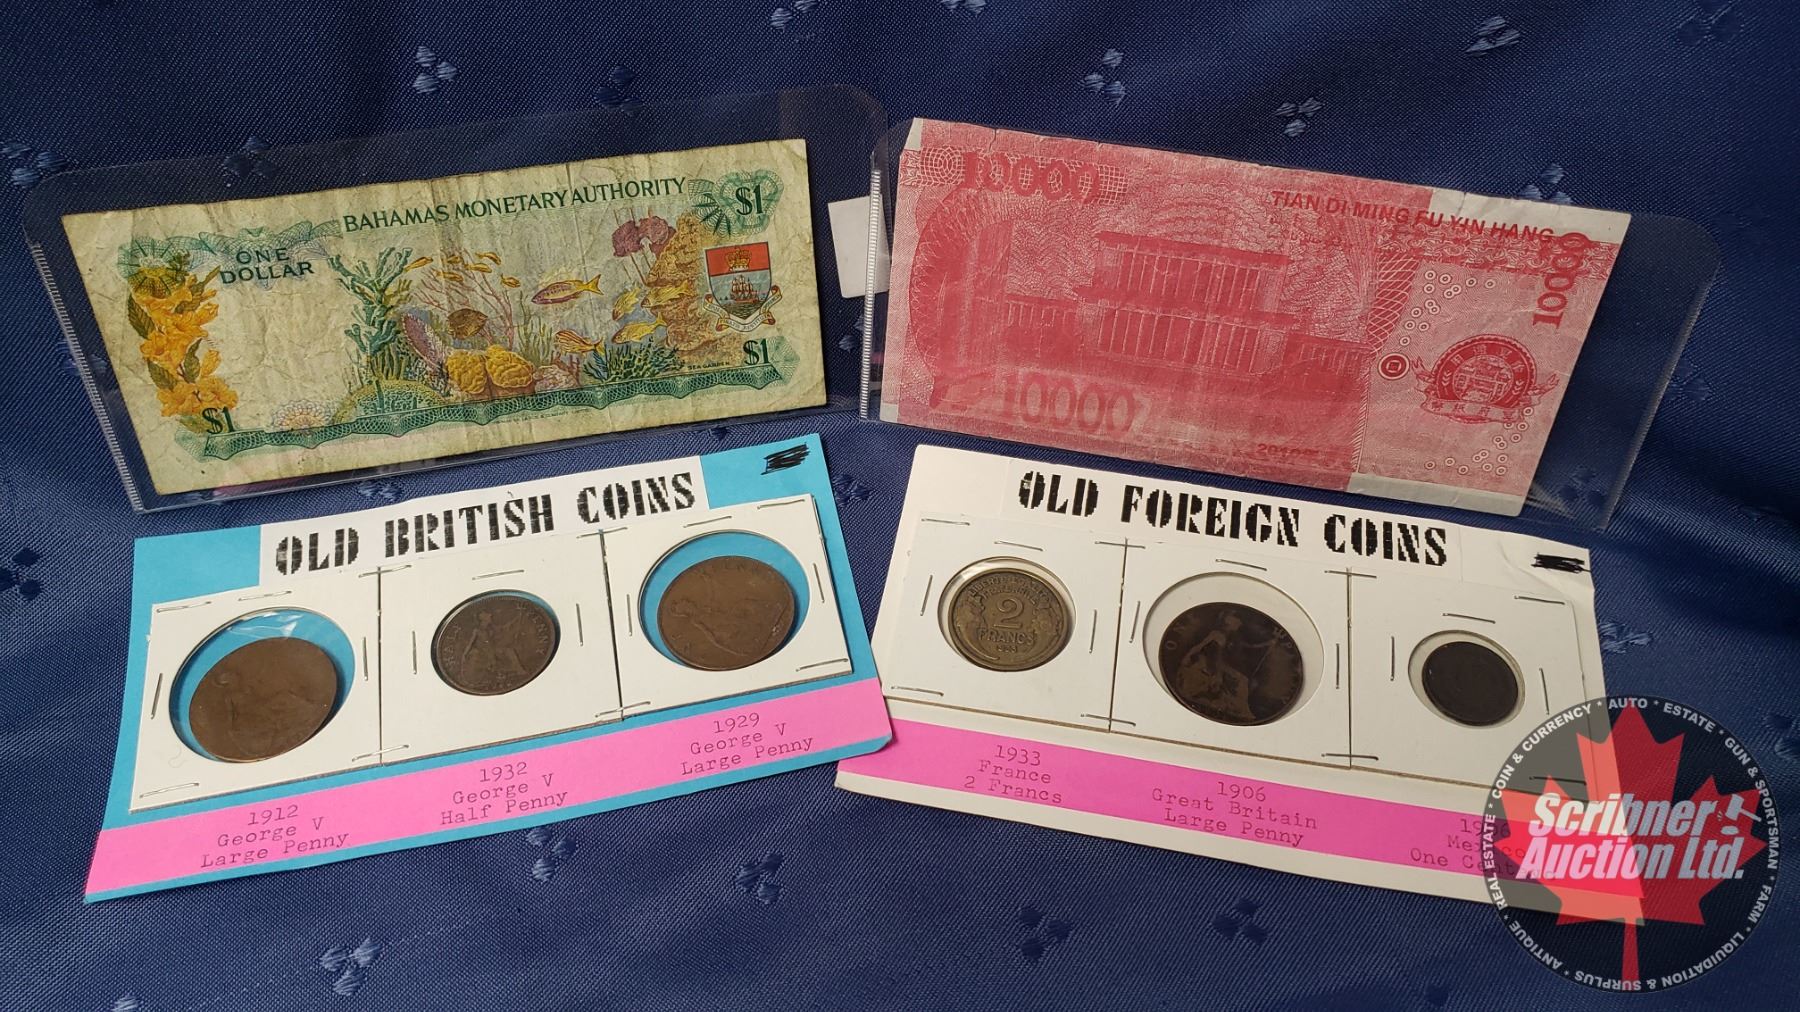 BAHAMAS MONETARY AUTHORITY
$1
ONE
DOLLAR
$1
$1
10000
TIAN DI MING FU YIN HANG
10000
10000
OLD BRITISH COINS
HALF PENNY
1912
George V
Large Penny
1932
George V
Half Penny
1929
George V
Large Penny
OLD FOREIGN COINS
2
FRANCS
1933
France
2 Francs
1906
Great Britain
Large Penny
Mexico
One Cent
Scribner
Auction Ltd.
REAL ESTATE * COIN & CURRENCY * AUTO * ESTATE * GUN & SPORTSMAN * FARM * LIQUIDATION & SURPLUS * ANTIQUE *